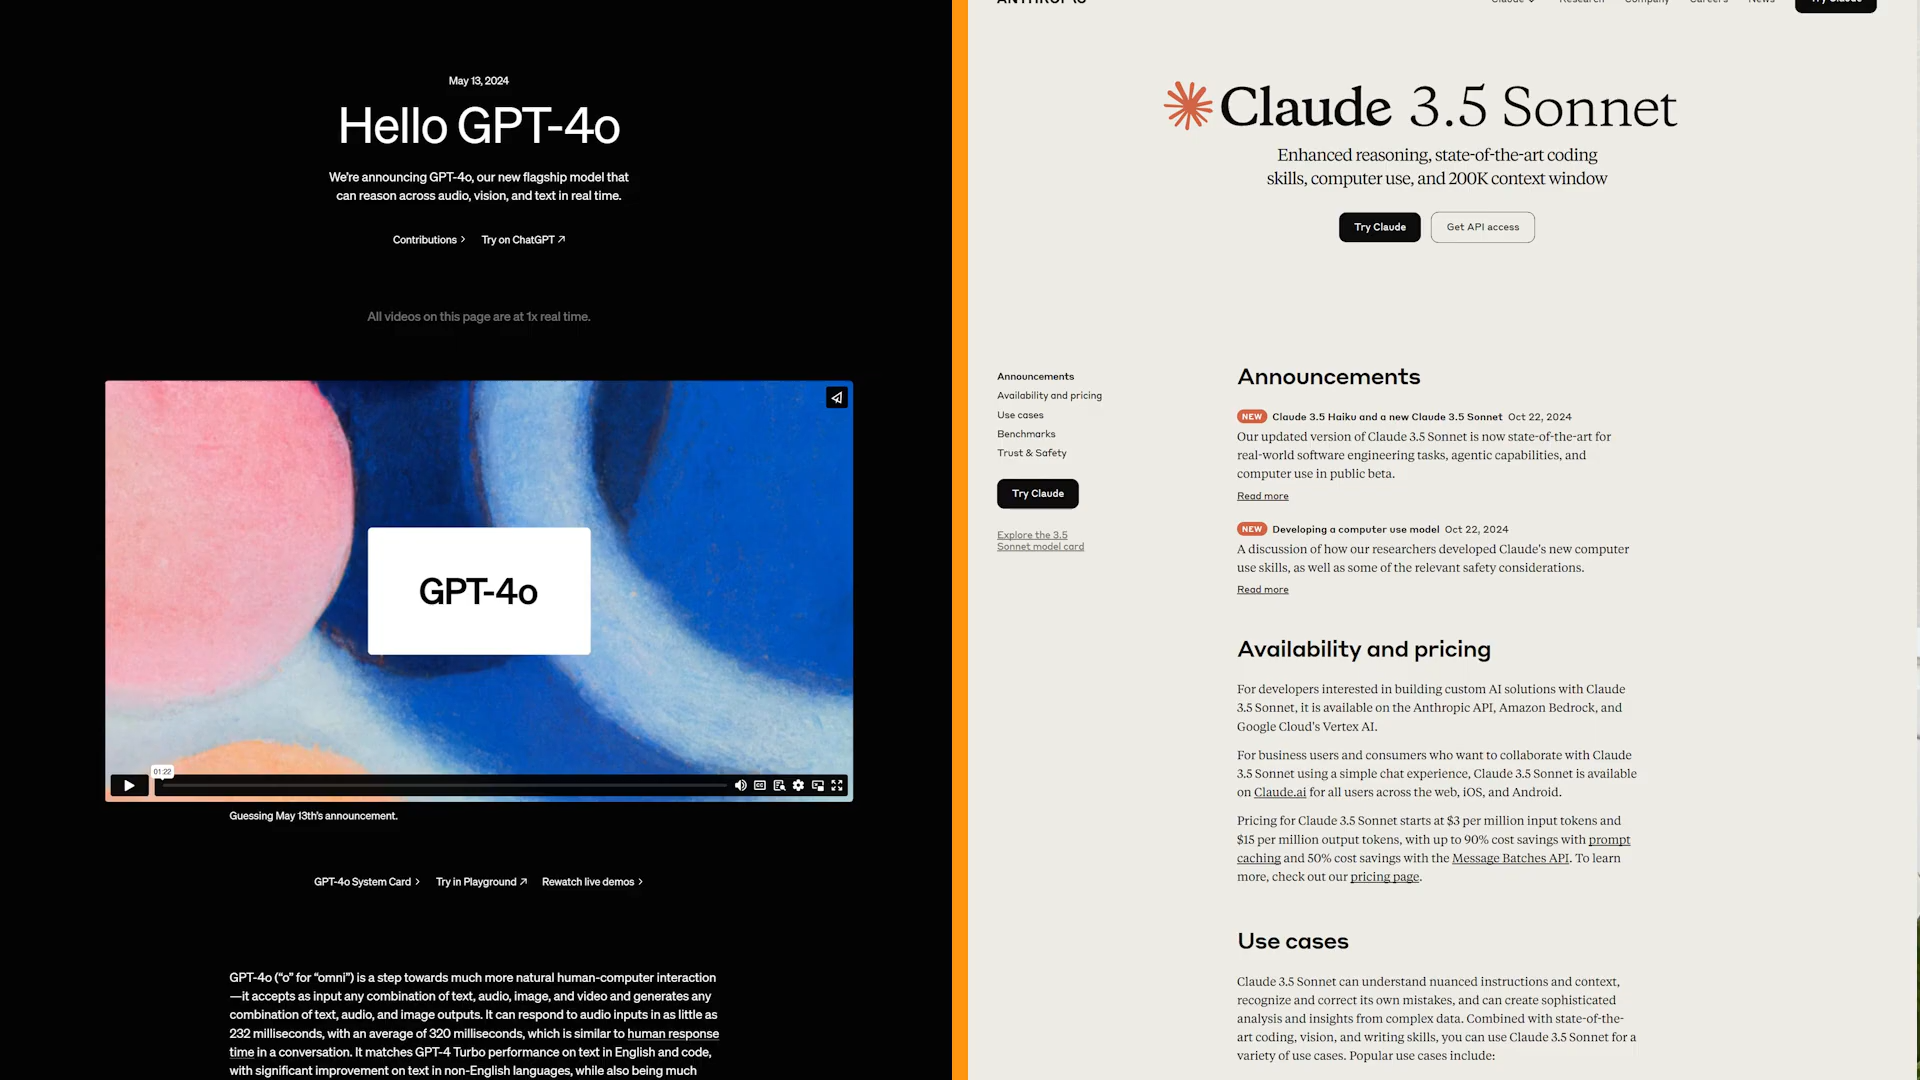 May 13, 2024
Hello GPT-4o
We're announcing GPT-4o, our new flagship model that
can reason across audio, vision, and text in real time.
Contributions
Try on ChatGPT
All videos on this page are at 1x real time.
GPT-4o
01:22
Guessing May 13th's announcement.
GPT-4o System Card
Try in Playground
Rewatch live demos
GPT-4o (“o” for “omni”) is a step towards much more natural human-computer interaction
—it accepts as input any combination of text, audio, image, and video and generates any
combination of text, audio, and image outputs. It can respond to audio inputs in as little as
232 milliseconds, with an average of 320 milliseconds, which is similar to human response
time in a conversation. It matches GPT-4 Turbo performance on text in English and code,
with significant improvement on text in non-English languages, while also being much
Claude
Research
Company
Careers
News
Try Claude
Claude 3.5 Sonnet
Enhanced reasoning, state-of-the-art coding
skills, computer use, and 200K context window
Try Claude
Get API access
Announcements
Availability and pricing
Use cases
Benchmarks
Trust & Safety
Try Claude
Explore the 3.5
Sonnet model card
Announcements
NEW Claude 3.5 Haiku and a new Claude 3.5 Sonnet Oct 22, 2024
Our updated version of Claude 3.5 Sonnet is now state-of-the-art for
real-world software engineering tasks, agentic capabilities, and
computer use in public beta.
Read more
NEW Developing a computer use model Oct 22, 2024
A discussion of how our researchers developed Claude's new computer
use skills, as well as some of the relevant safety considerations.
Read more
Availability and pricing
For developers interested in building custom AI solutions with Claude
3.5 Sonnet, it is available on the Anthropic API, Amazon Bedrock, and
Google Cloud's Vertex AI.
For business users and consumers who want to collaborate with Claude
3.5 Sonnet using a simple chat experience, Claude 3.5 Sonnet is available
on Claude.ai for all users across the web, iOS, and Android.
Pricing for Claude 3.5 Sonnet starts at $3 per million input tokens and
$15 per million output tokens, with up to 90% cost savings with prompt
caching and 50% cost savings with the Message Batches API. To learn
more, check out our pricing page.
Use cases
Claude 3.5 Sonnet can understand nuanced instructions and context,
recognize and correct its own mistakes, and can create sophisticated
analysis and insights from complex data. Combined with state-of-the-
art coding, vision, and writing skills, you can use Claude 3.5 Sonnet for a
variety of use cases. Popular use cases include: